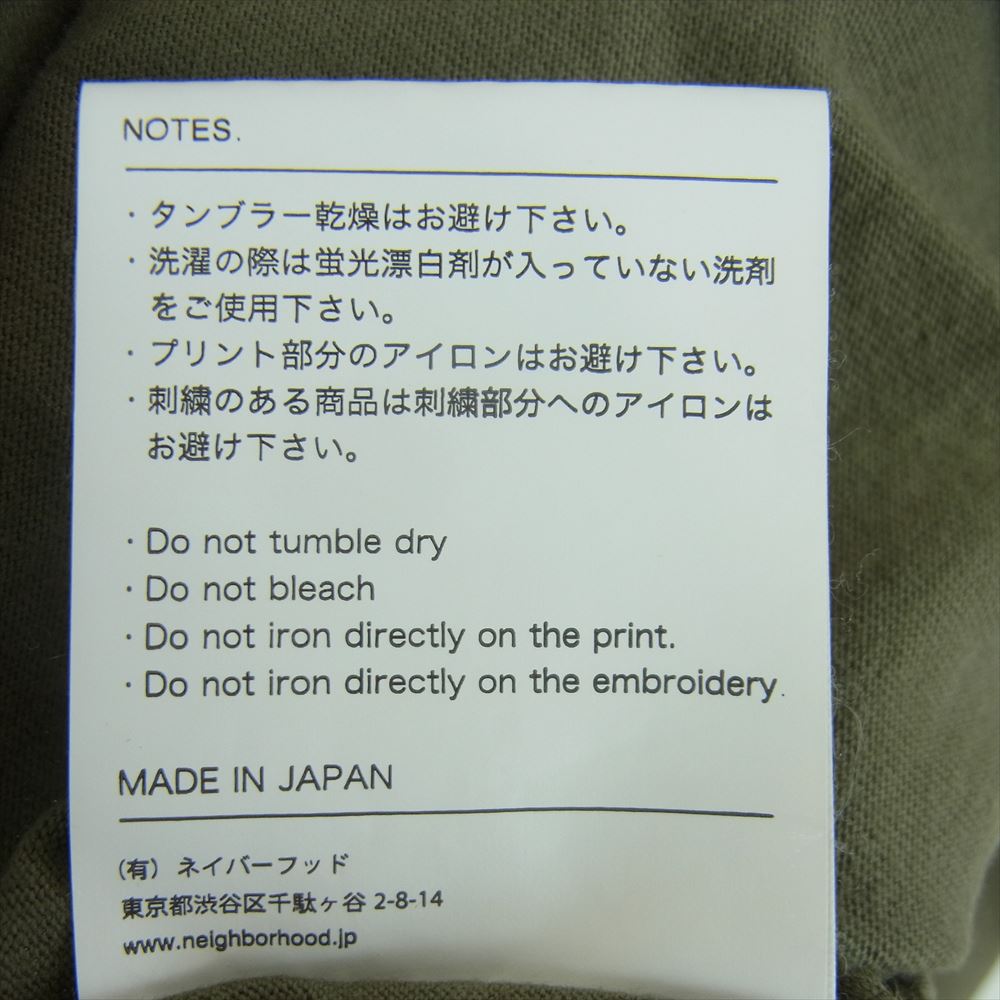 NOTES.
・タンブラー乾燥はお避け下さい。
・洗濯の際は蛍光漂白剤が入っていない洗剤
をご使用下さい。
・プリント部分のアイロンはお避け下さい。
・刺繍のある商品は刺繍部分へのアイロンは
お避け下さい。
・Do not tumble dry
・Do not bleach
・Do not iron directly on the print.
・Do not iron directly on the embroidery.
MADE IN JAPAN
(有) ネイバーフッド
東京都渋谷区千駄ヶ谷 2-8-14
www.neighborhood.jp